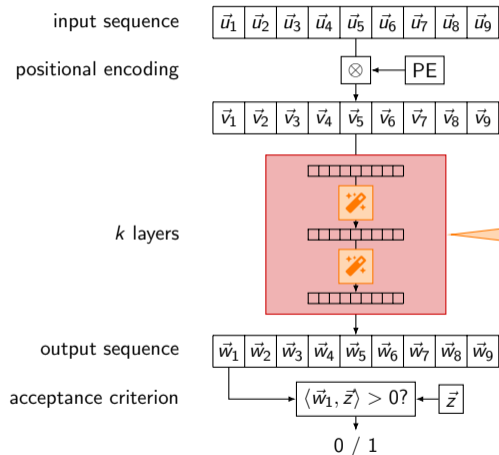 input sequence u⃗1 u⃗2 u⃗3 u⃗4 u⃗5 u⃗6 u⃗7 u⃗8 u⃗9
positional encoding ⊗ PE
v⃗1 v⃗2 v⃗3 v⃗4 v⃗5 v⃗6 v⃗7 v⃗8 v⃗9
k layers
output sequence w⃗1 w⃗2 w⃗3 w⃗4 w⃗5 w⃗6 w⃗7 w⃗8 w⃗9
acceptance criterion ⟨w⃗1, z⃗⟩ > 0? z⃗
0 / 1